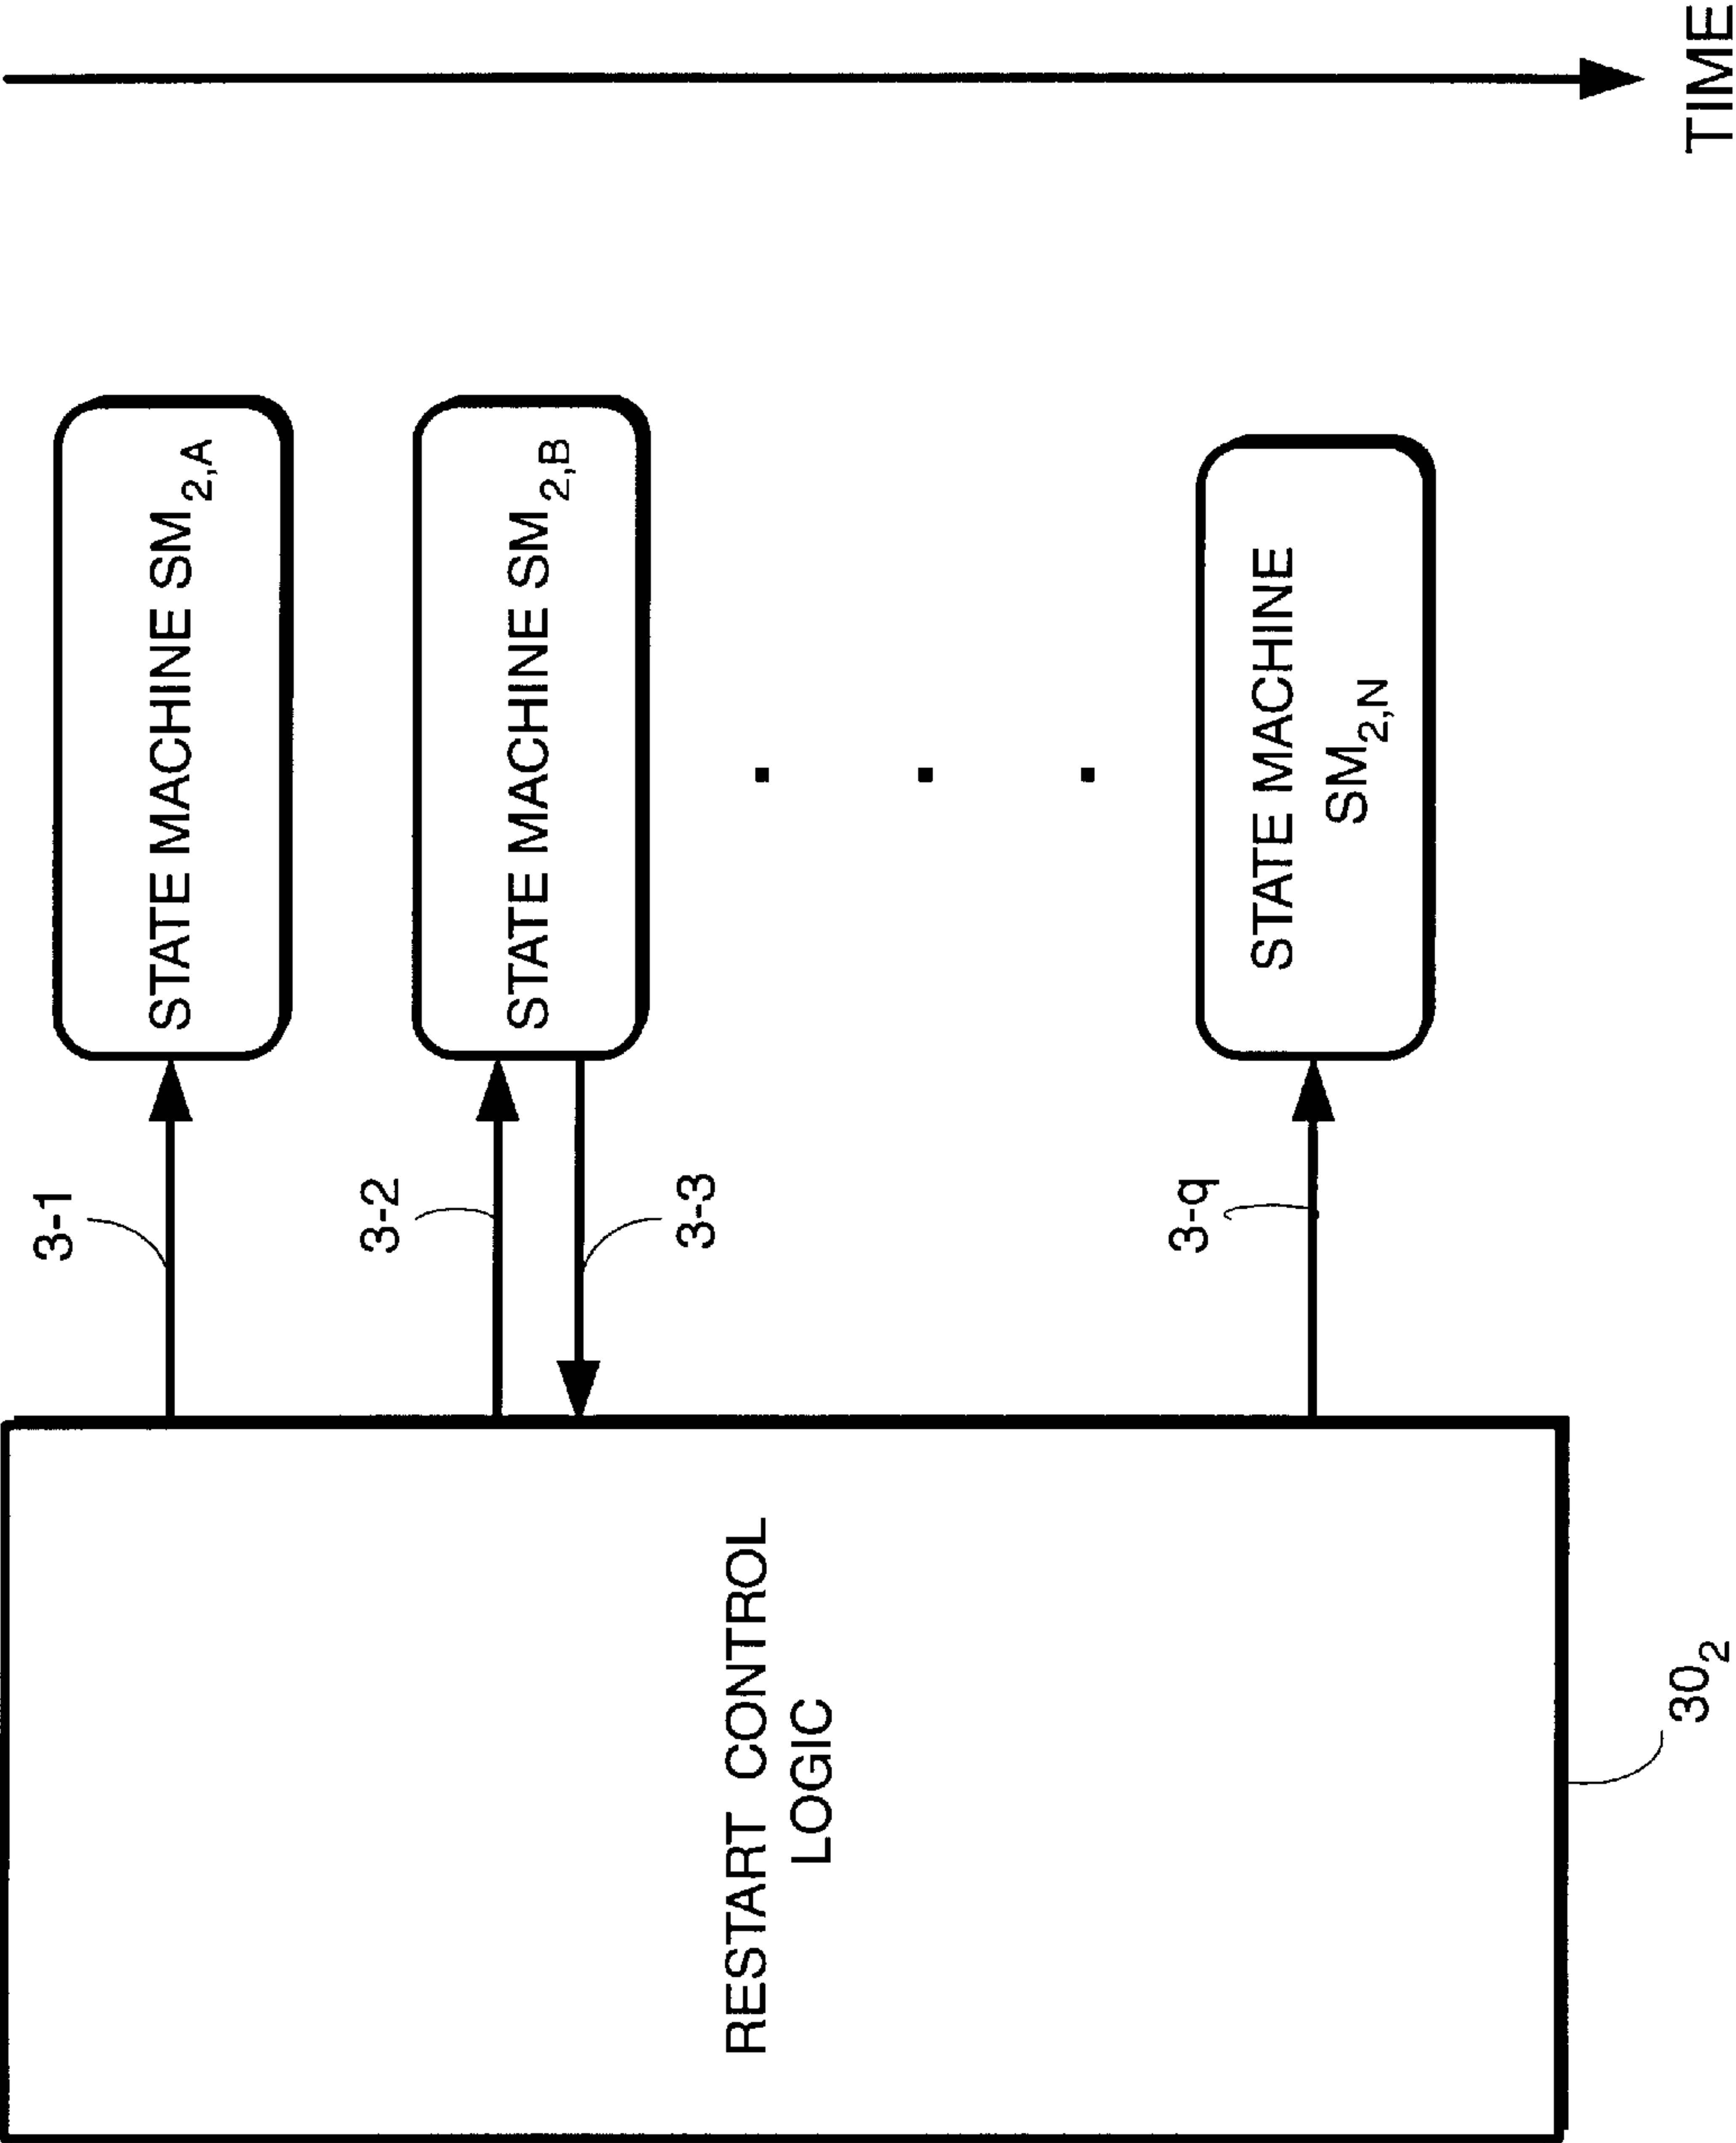 RESTART CONTROL
LOGIC
30₂
3-1
3-2
3-3
3-q
STATE MACHINE SM₂,A
STATE MACHINE SM₂,B
STATE MACHINE
SM₂,N
TIME